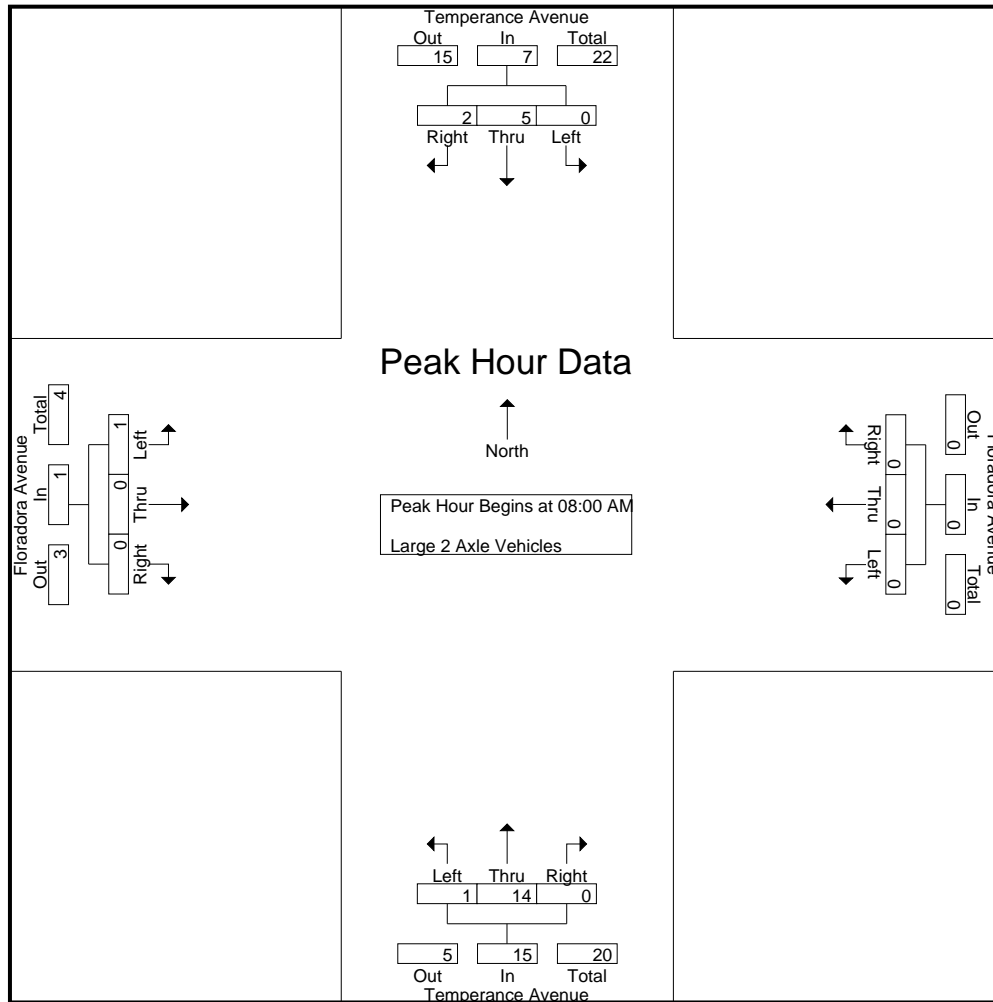 Temperance Avenue
Out In Total
15 7 22
2 5 0
Right Thru Left
Peak Hour Data
North
Peak Hour Begins at 08:00 AM
Large 2 Axle Vehicles
Floradora Avenue
Out In Total
3 1 4
1 0 0
Left Thru Right
Right Thru Left
0 0 0
Out In Total
0 0 0
Floradora Avenue
Left Thru Right
1 14 0
5 15 20
Out In Total
Temperance Avenue